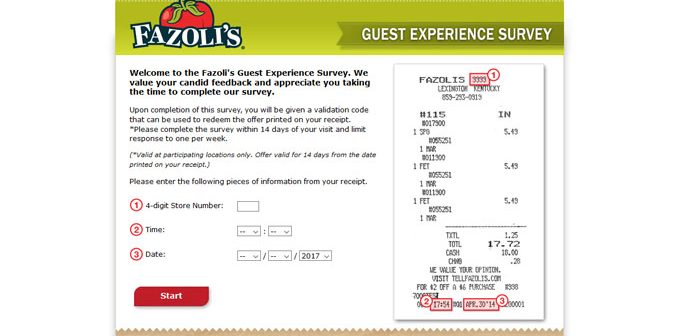 FAZOLI'S
GUEST EXPERIENCE SURVEY
Welcome to the Fazoli's Guest Experience Survey. We
value your candid feedback and appreciate you taking
the time to complete our survey.
Upon completion of this survey, you will be given a validation code
that can be used to redeem the offer printed on your receipt.
*Please complete the survey within 14 days of your visit and limit
response to one per week.
(*Valid at participating locations only. Offer valid for 14 days from the date
printed on your receipt.)
Please enter the following pieces of information from your receipt.
1 4-digit Store Number:
2 Time: -- : --
3 Date: -- / -- / 2017
Start
FAZOLIS 9999 1
LEXINGTON KENTUCKY
859-293-0919
#115 IN
#017900
1 SPG 5.49
#055251
1 MAR
#011900
1 FET 5.49
#055251
1 MAR
#011900
1 FET 5.49
#055251
1 MAR
TXTL 1.25
TOTL 17.72
CASH 18.00
CHNG .28
WE VALUE YOUR OPINION.
VISIT TELLFAZOLIS.COM
FOR $2 OFF A $6 PURCHASE #998
2 17:54 #01 APR.30'14 3 280001